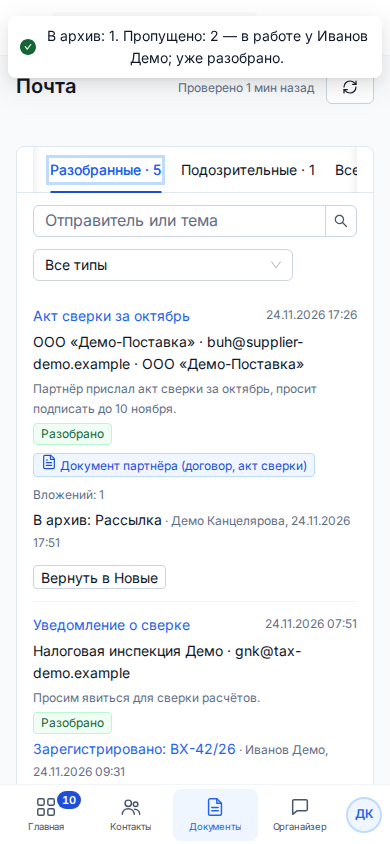 В архив: 1. Пропущено: 2 — в работе у Иванов
Демо; уже разобрано.
Почта
Проверено 1 мин назад
Разобранные · 5
Подозрительные · 1
Все
Отправитель или тема
Все типы
Акт сверки за октябрь
24.11.2026 17:26
ООО «Демо-Поставка» · buh@supplier-
demo.example · ООО «Демо-Поставка»
Партнёр прислал акт сверки за октябрь, просит
подписать до 10 ноября.
Разобрано
Документ партнёра (договор, акт сверки)
Вложений: 1
В архив: Рассылка · Демо Канцелярова, 24.11.2026
17:51
Вернуть в Новые
Уведомление о сверке
24.11.2026 07:51
Налоговая инспекция Демо · gnk@tax-
demo.example
Просим явиться для сверки расчётов.
Разобрано
Зарегистрировано: ВХ-42/26 · Иванов Демо,
24.11.2026 09:31
10
Главная
Контакты
Документы
Органайзер
ДК